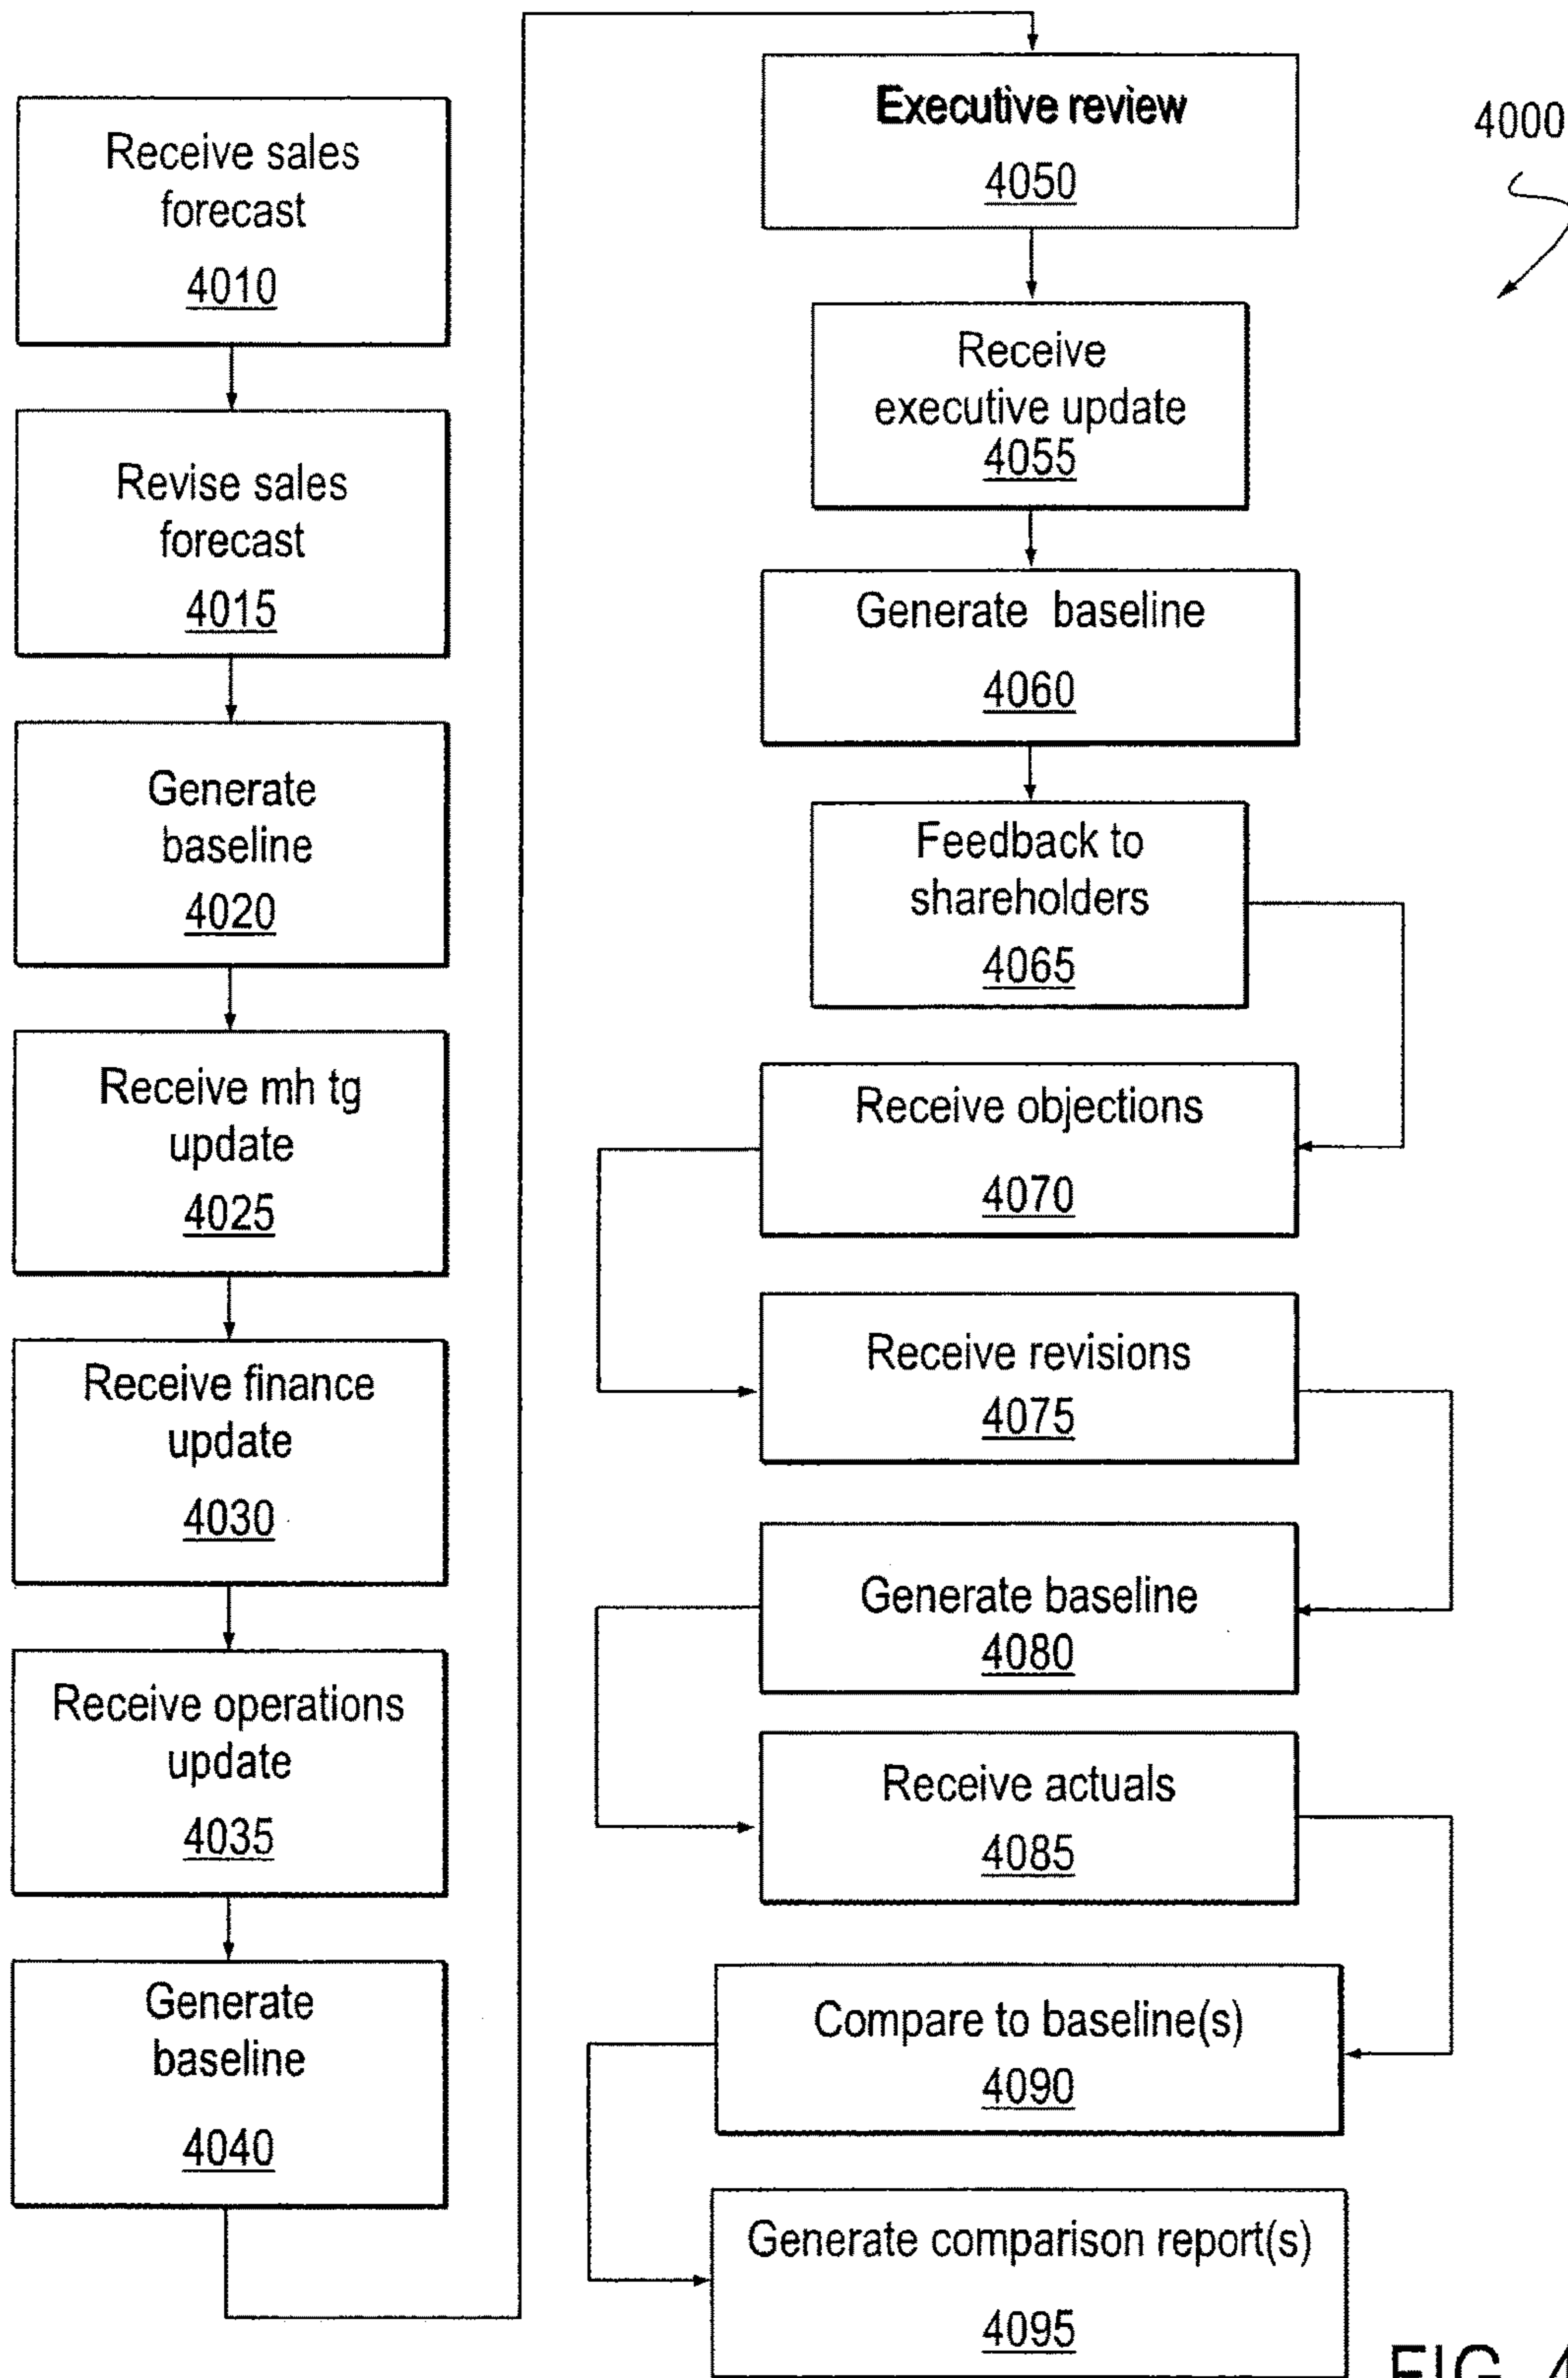 Receive sales
forecast
4010
Revise sales
forecast
4015
Generate
baseline
4020
Receive mh tg
update
4025
Receive finance
update
4030
Receive operations
update
4035
Generate
baseline
4040
Executive review
4050
Receive
executive update
4055
Generate baseline
4060
Feedback to
shareholders
4065
Receive objections
4070
Receive revisions
4075
Generate baseline
4080
Receive actuals
4085
Compare to baseline(s)
4090
Generate comparison report(s)
4095
4000
FIG. 4